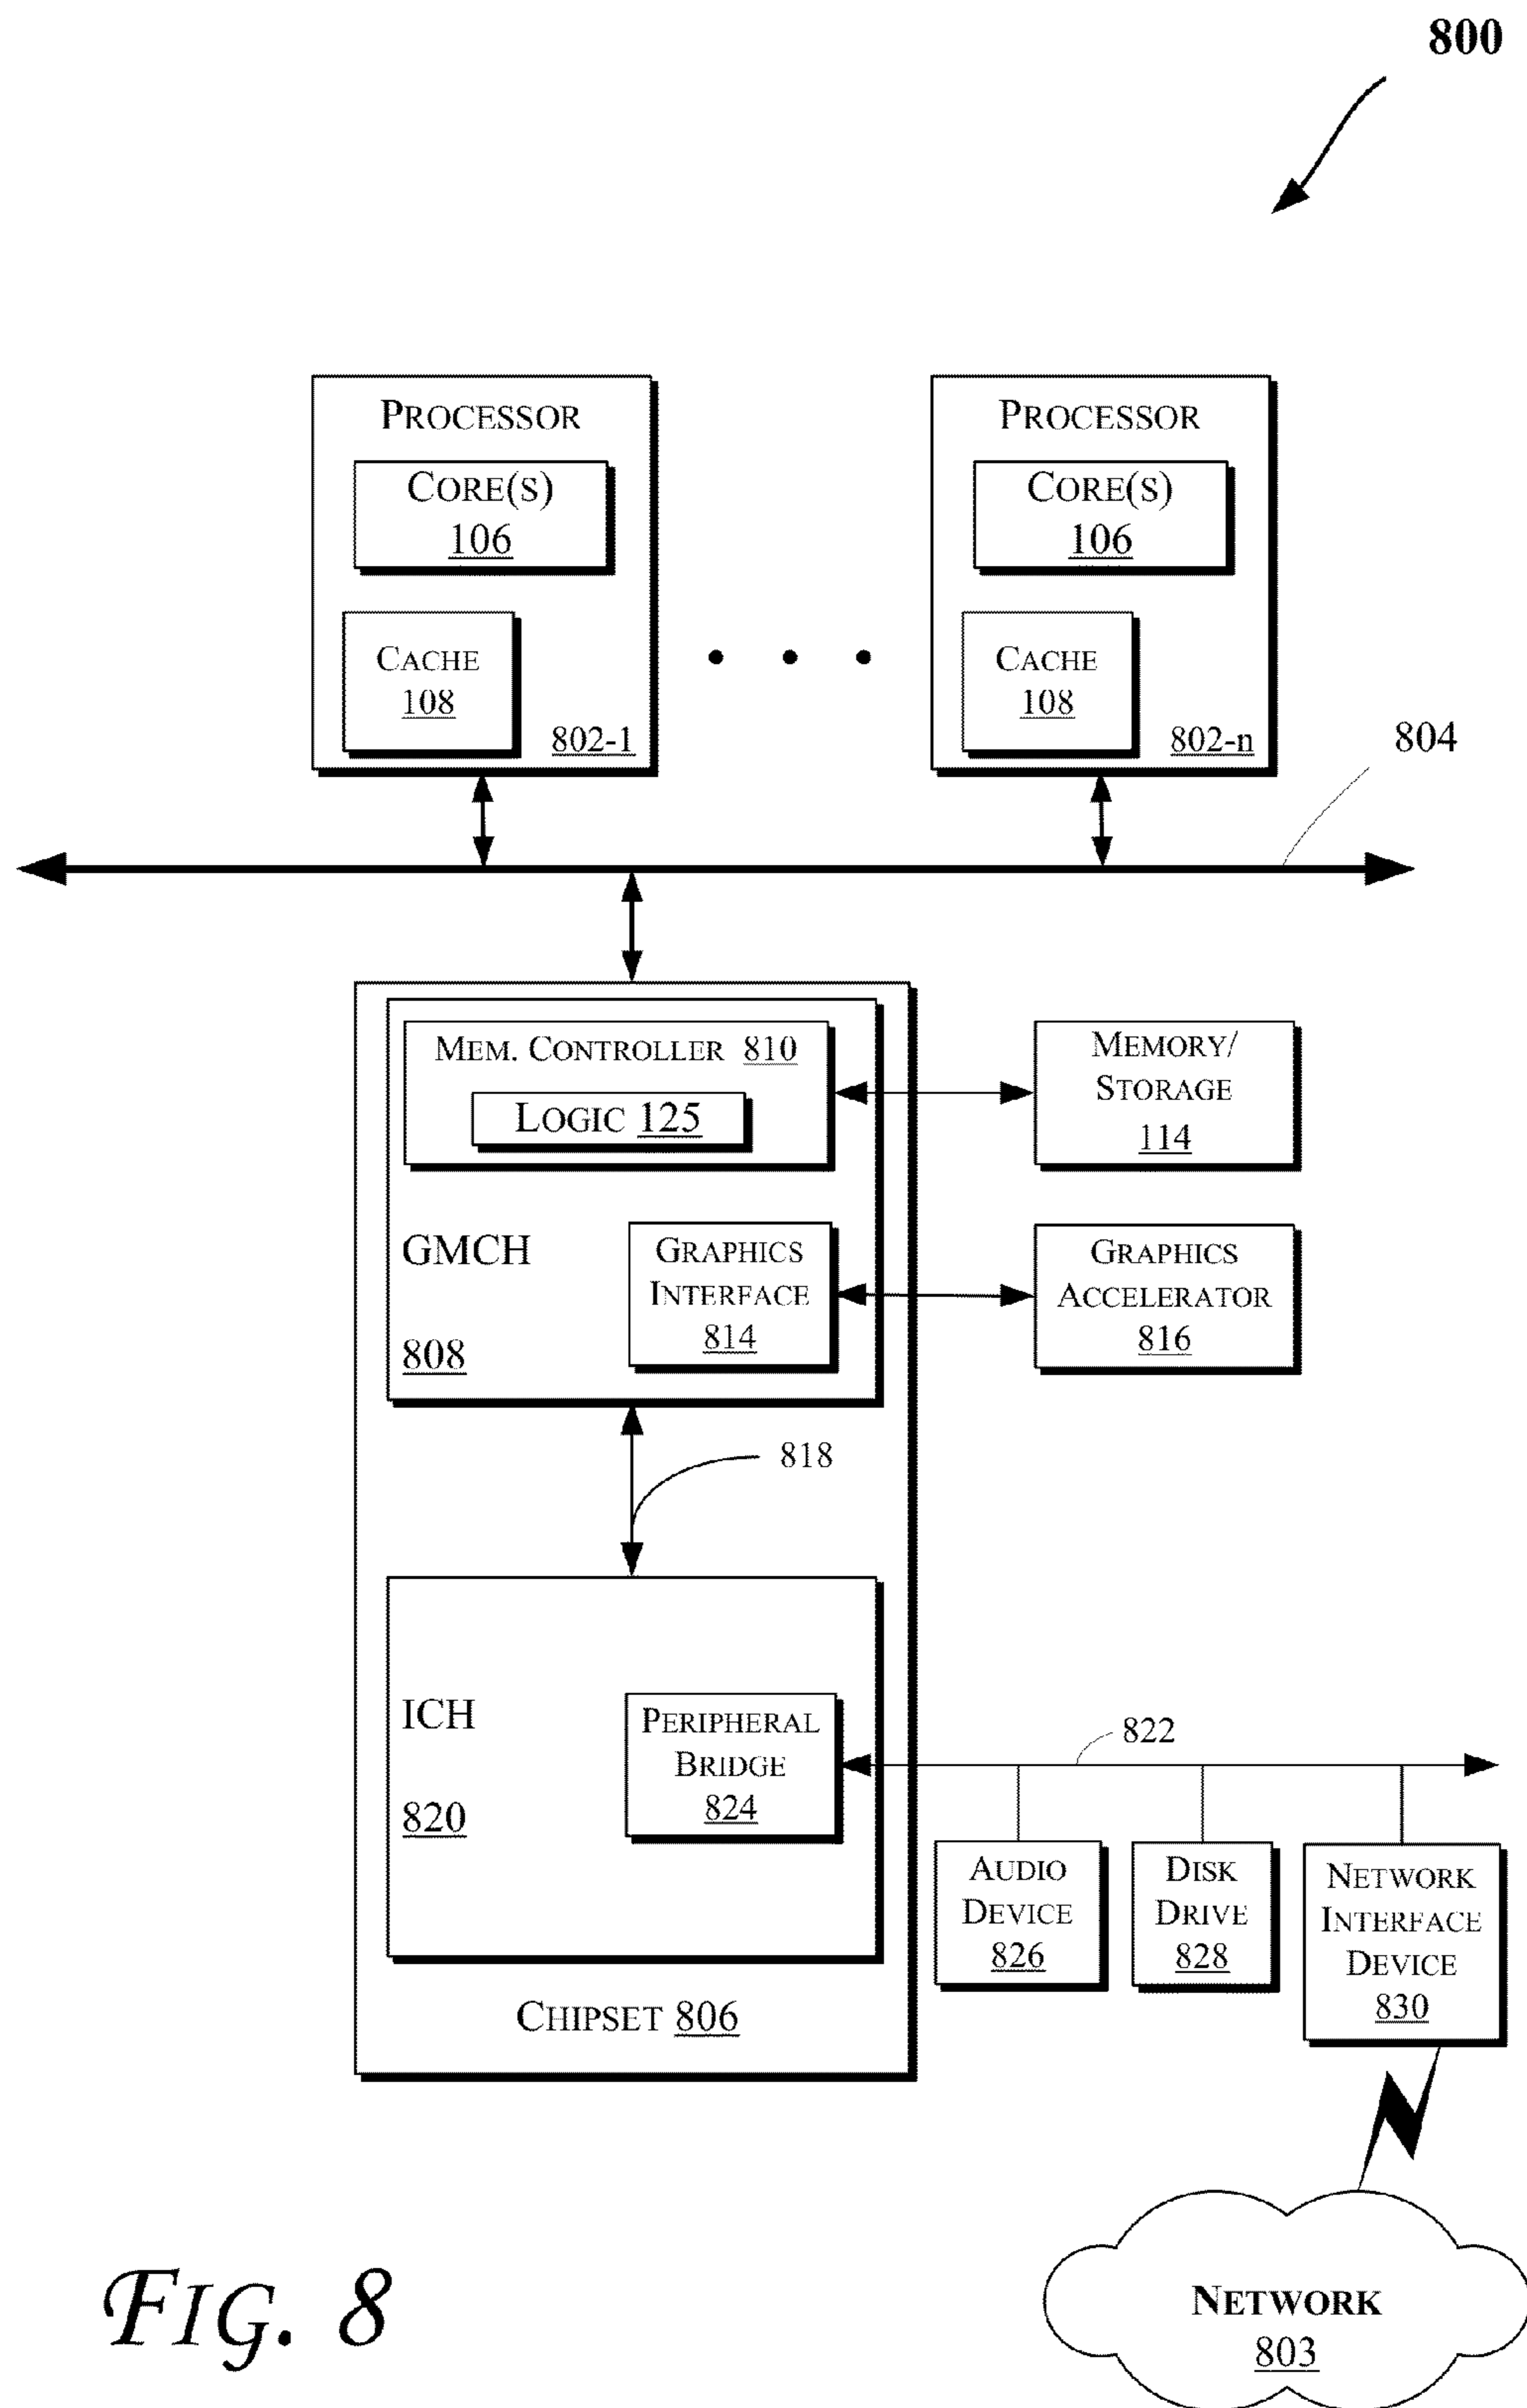 800
PROCESSOR
CORE(S)
106
CACHE
108
802-1
PROCESSOR
CORE(S)
106
CACHE
108
802-n
804
MEM. CONTROLLER 810
LOGIC 125
MEMORY/
STORAGE
114
GMCH
808
GRAPHICS
INTERFACE
814
GRAPHICS
ACCELERATOR
816
818
ICH
820
PERIPHERAL
BRIDGE
824
822
AUDIO
DEVICE
826
DISK
DRIVE
828
NETWORK
INTERFACE
DEVICE
830
CHIPSET 806
NETWORK
803
FIG. 8